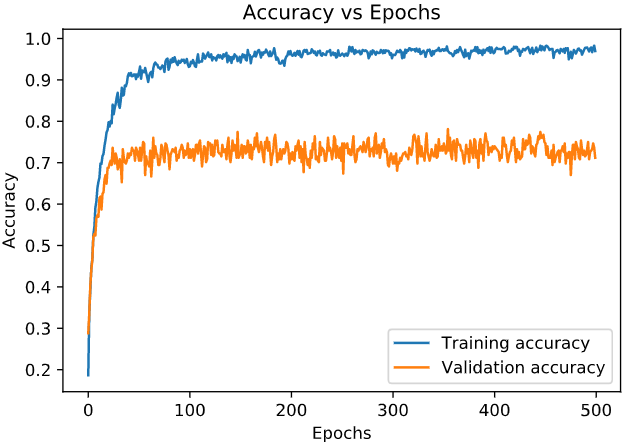 Accuracy vs Epochs
1.0
0.9
0.8
0.7
0.6
0.5
0.4
0.3
0.2
Accuracy
0 100 200 300 400 500
Epochs
Training accuracy
Validation accuracy